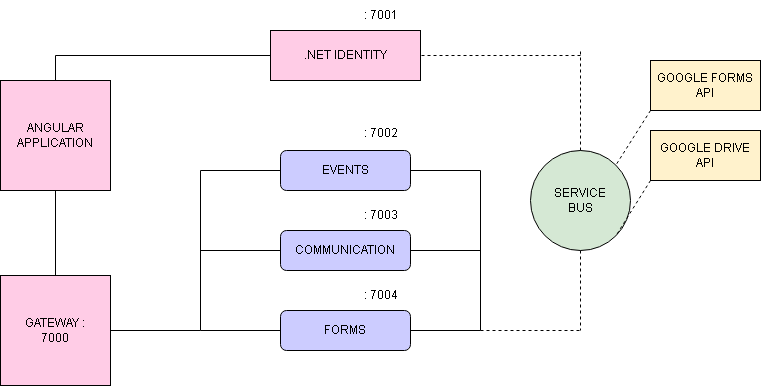 : 7001
.NET IDENTITY
GOOGLE FORMS
API
ANGULAR
APPLICATION
: 7002
GOOGLE DRIVE
API
EVENTS
SERVICE
BUS
: 7003
COMMUNICATION
: 7004
GATEWAY :
7000
FORMS